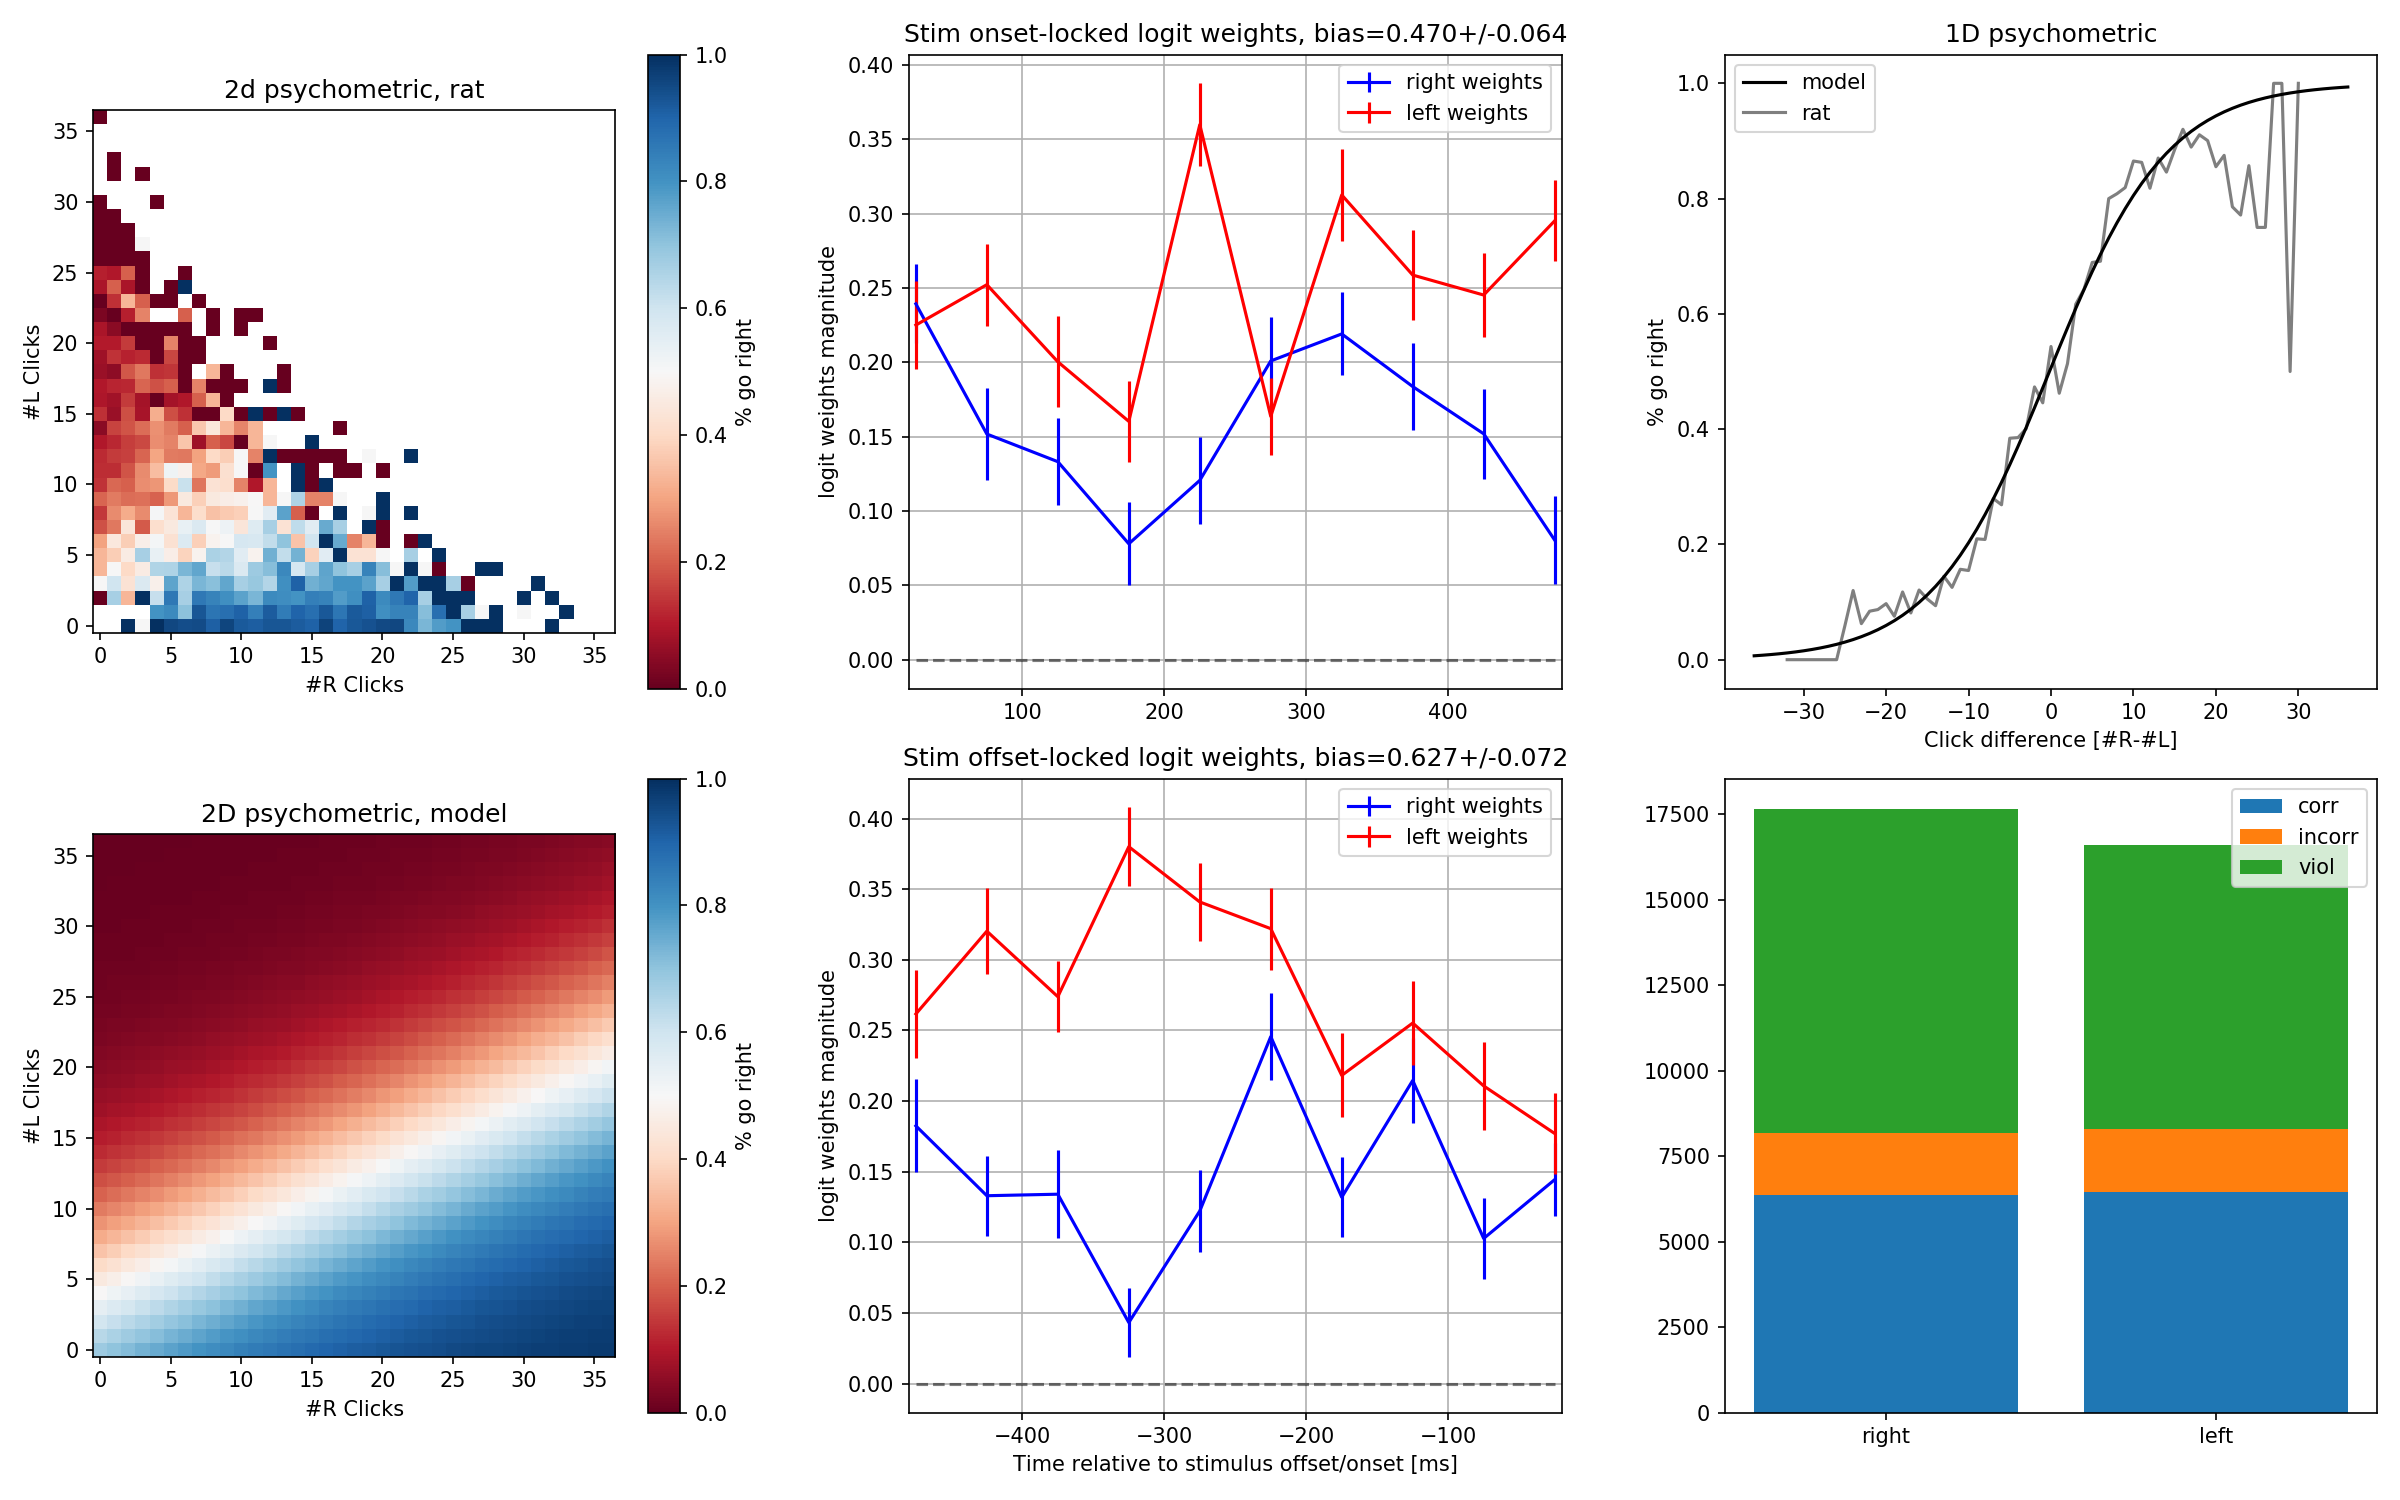 2d psychometric, rat
35
30
25
20
15
10
5
0
#L Clicks
0 5 10 15 20 25 30 35
#R Clicks
1.0
0.8
0.6
0.4
0.2
0.0
% go right
Stim onset-locked logit weights, bias=0.470+/-0.064
right weights
left weights
0.40
0.35
0.30
0.25
0.20
0.15
0.10
0.05
0.00
logit weights magnitude
100 200 300 400
1D psychometric
model
rat
1.0
0.8
0.6
0.4
0.2
0.0
% go right
−30 −20 −10 0 10 20 30
Click difference [#R-#L]
2D psychometric, model
35
30
25
20
15
10
5
0
#L Clicks
0 5 10 15 20 25 30 35
#R Clicks
1.0
0.8
0.6
0.4
0.2
0.0
% go right
Stim offset-locked logit weights, bias=0.627+/-0.072
right weights
left weights
0.40
0.35
0.30
0.25
0.20
0.15
0.10
0.05
0.00
logit weights magnitude
−400 −300 −200 −100
Time relative to stimulus offset/onset [ms]
corr
incorr
viol
17500
15000
12500
10000
7500
5000
2500
0
right left